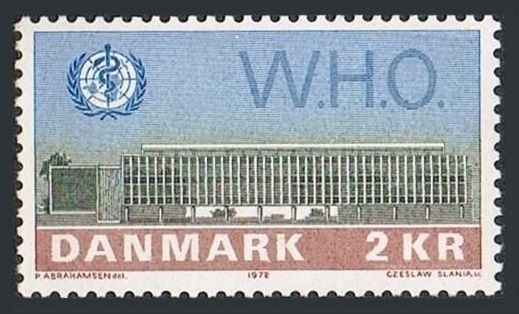 W.H.O.
DANMARK 2 KR
P. ABRAHAMSEN del. 1972 CZESLAW SLANIA sc.